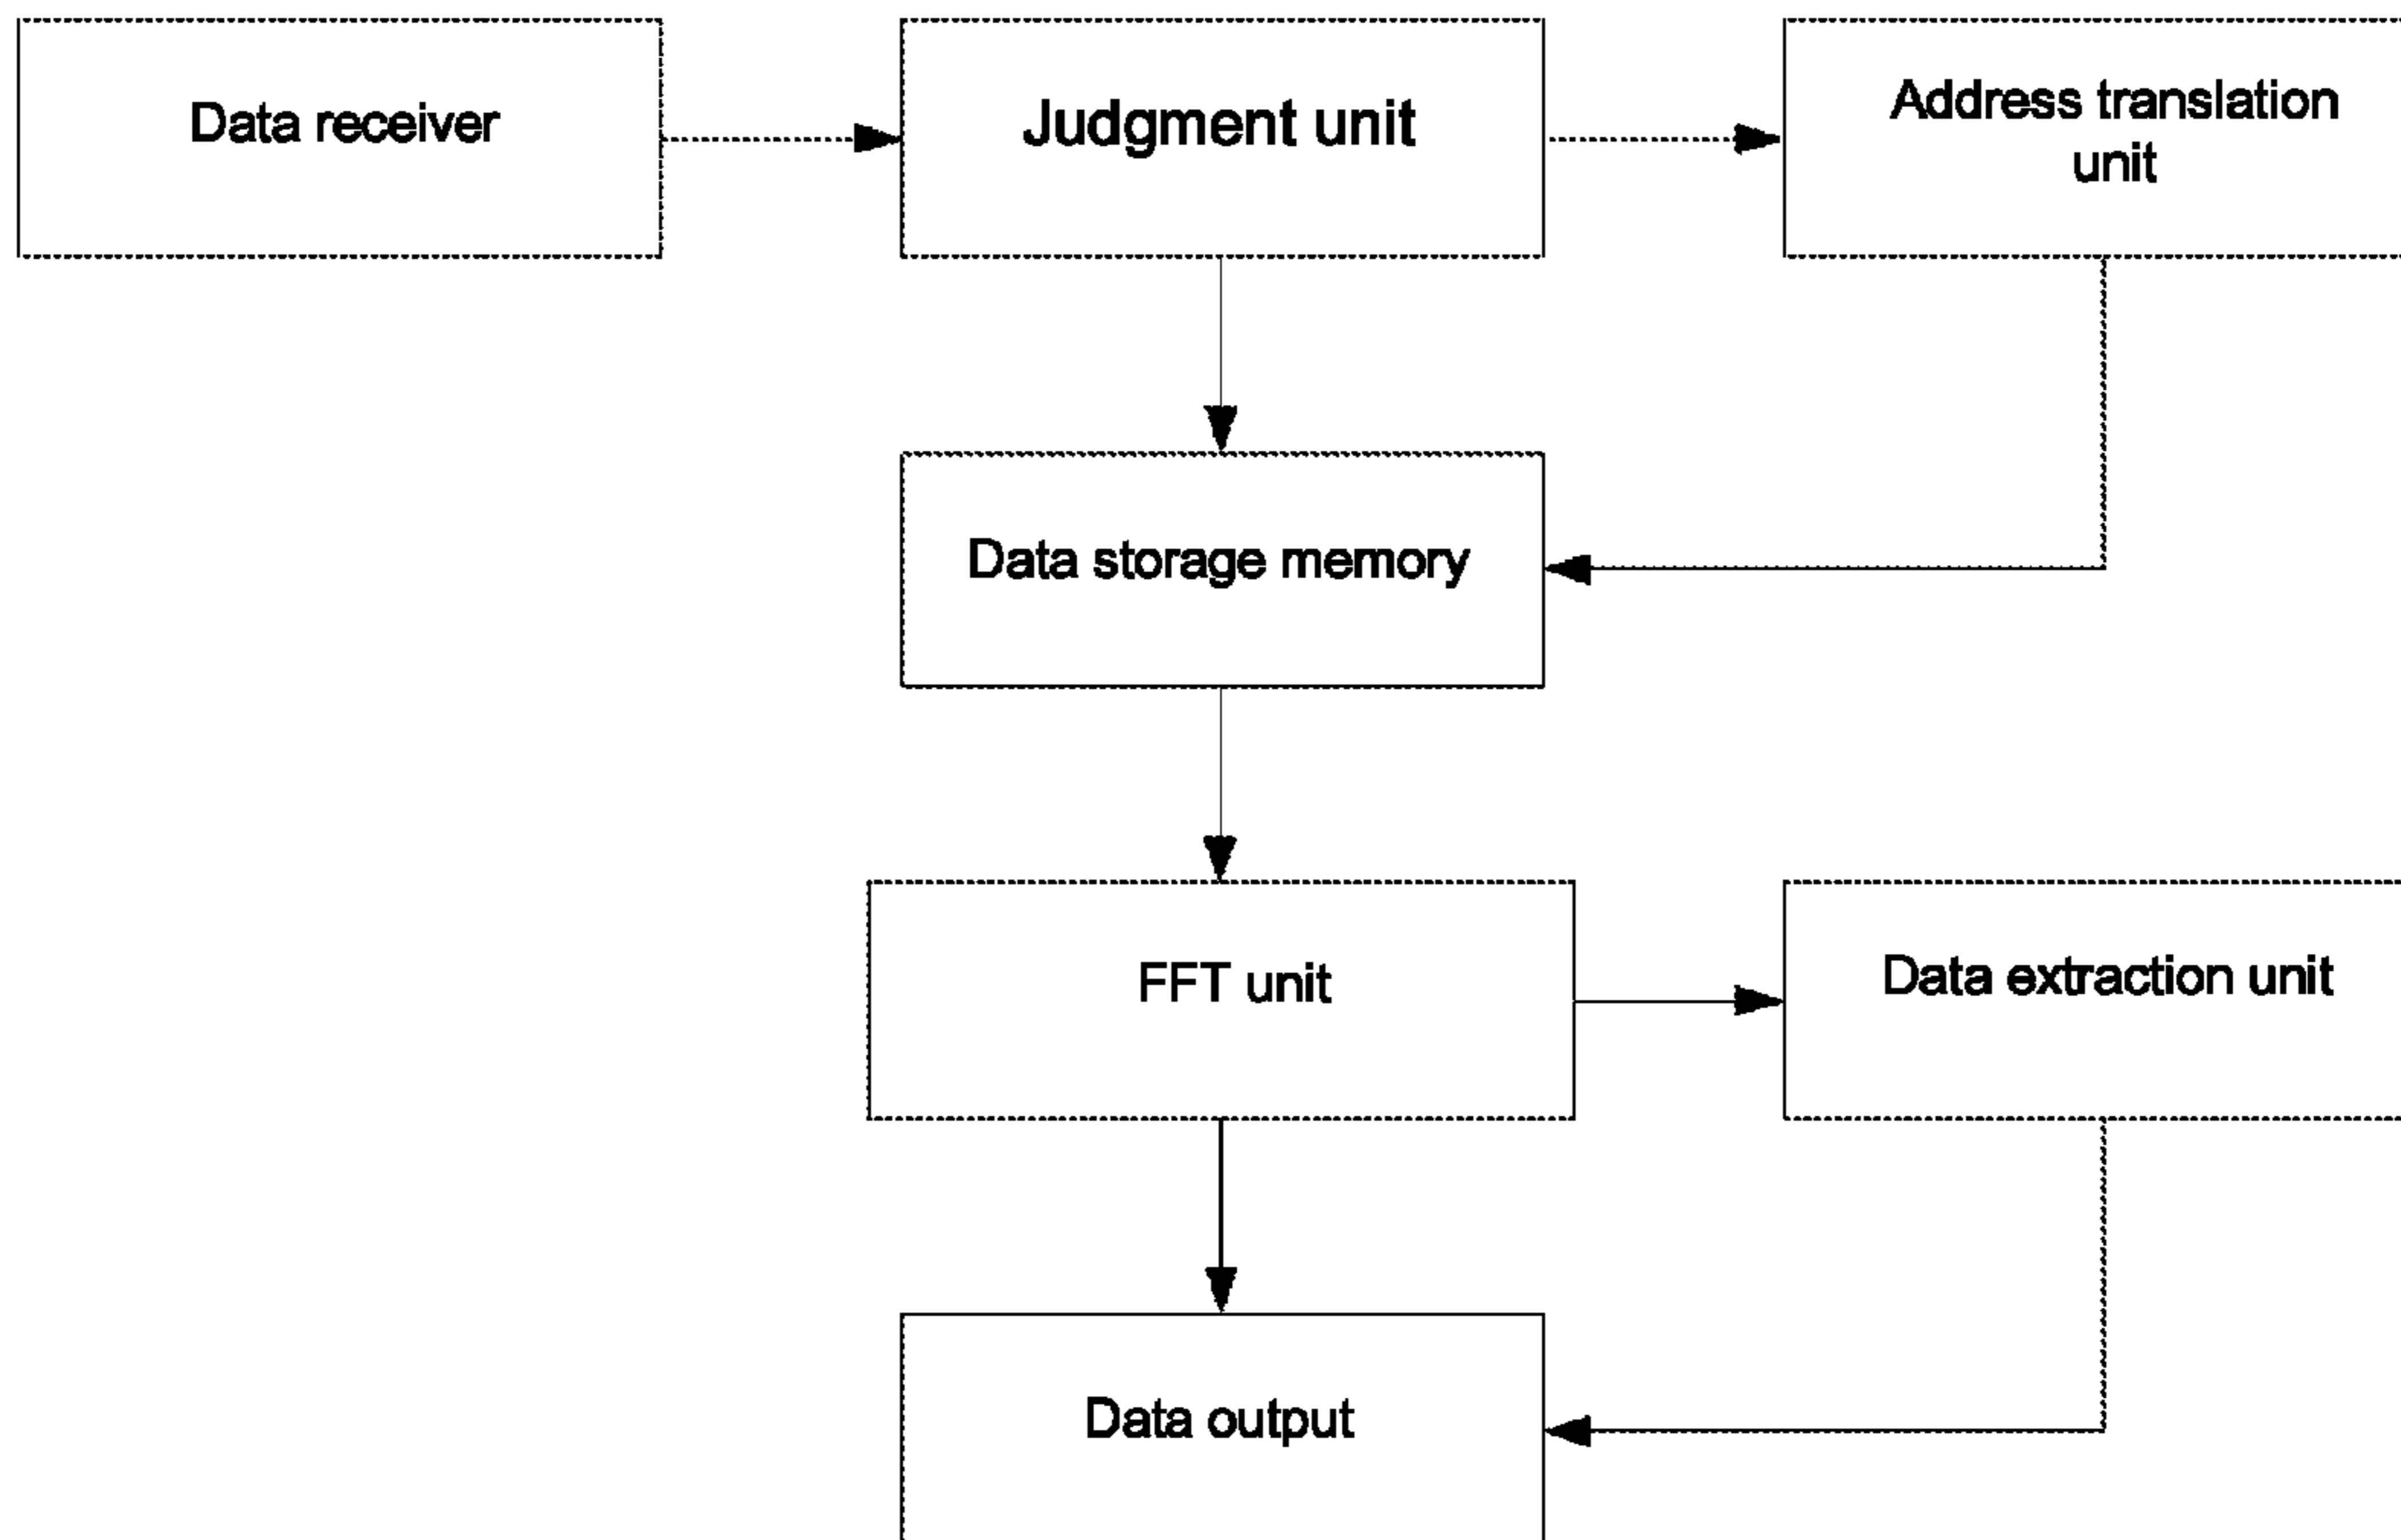 Data receiver
Judgment unit
Address translation
unit
Data storage memory
FFT unit
Data extraction unit
Data output